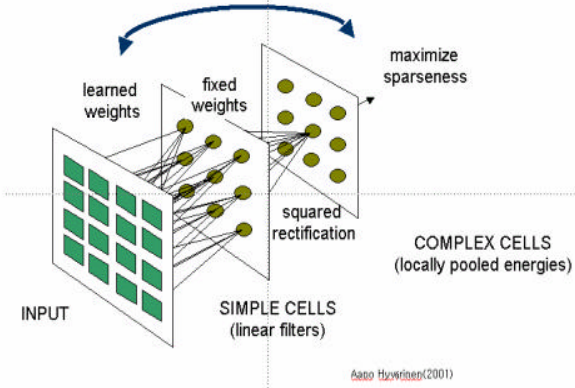 maximize
sparseness
learned
weights
fixed
weights
squared
rectification
COMPLEX CELLS
(locally pooled energies)
INPUT
SIMPLE CELLS
(linear filters)
Aapo Hyvarinen(2001)